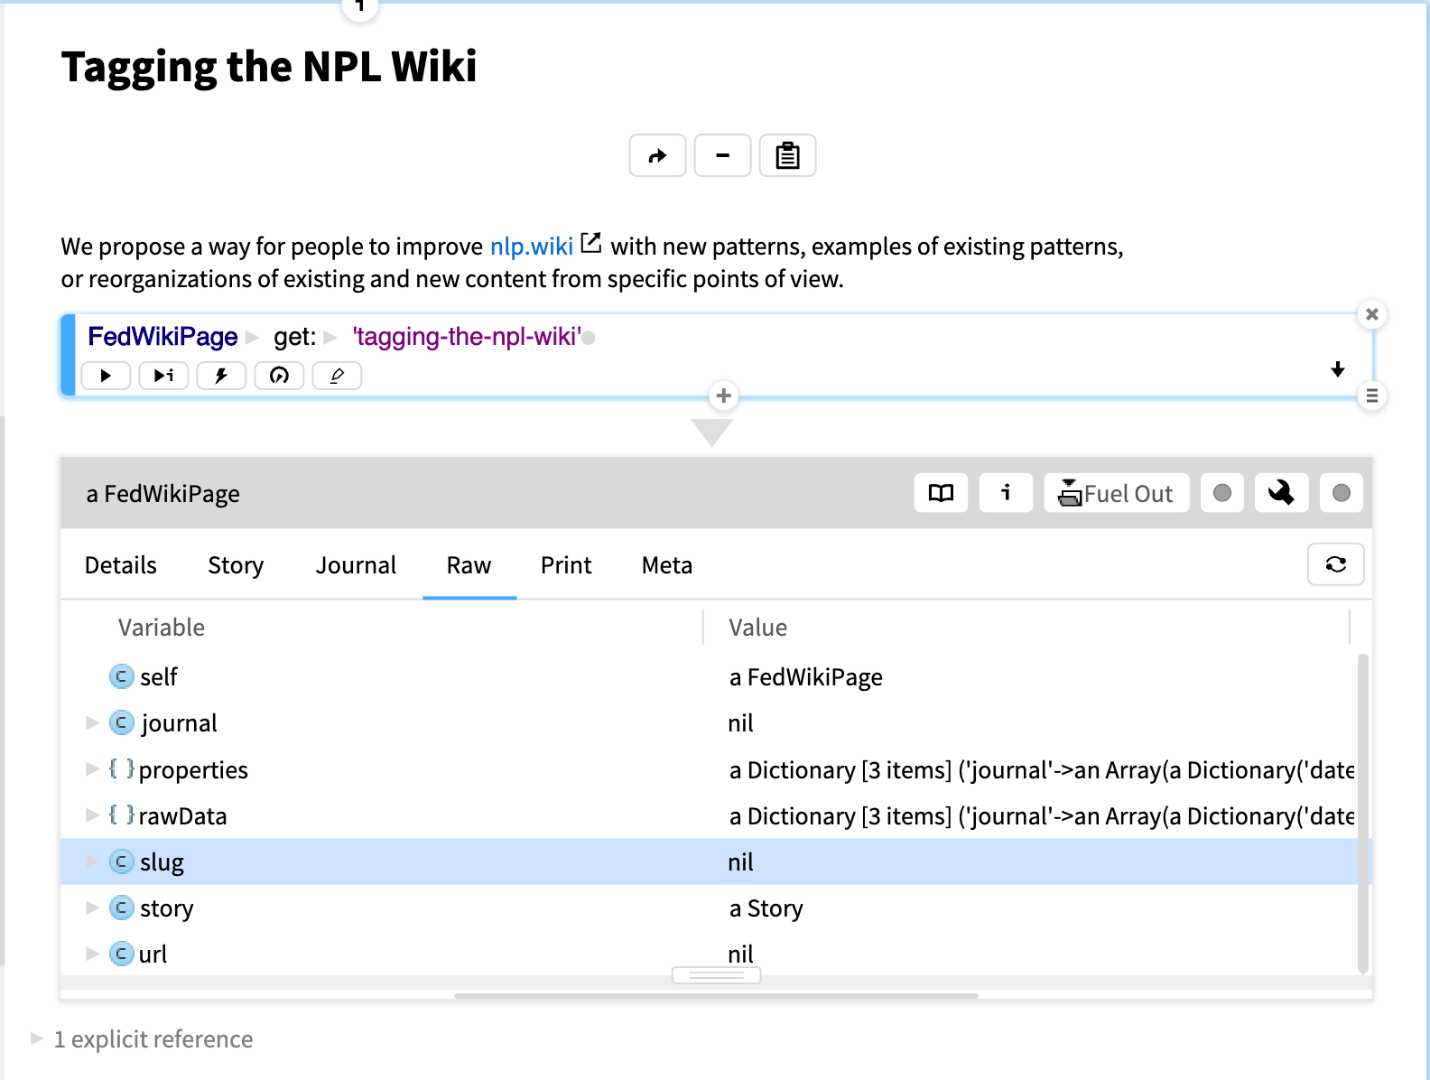 1
Tagging the NPL Wiki
We propose a way for people to improve nlp.wiki with new patterns, examples of existing patterns,
or reorganizations of existing and new content from specific points of view.
FedWikiPage get: 'tagging-the-npl-wiki'
i
a FedWikiPage
i Fuel Out
Details Story Journal Raw Print Meta
Variable Value
C self a FedWikiPage
C journal nil
{ } properties a Dictionary [3 items] ('journal'->an Array(a Dictionary('date
{ } rawData a Dictionary [3 items] ('journal'->an Array(a Dictionary('date
C slug nil
C story a Story
C url nil
1 explicit reference